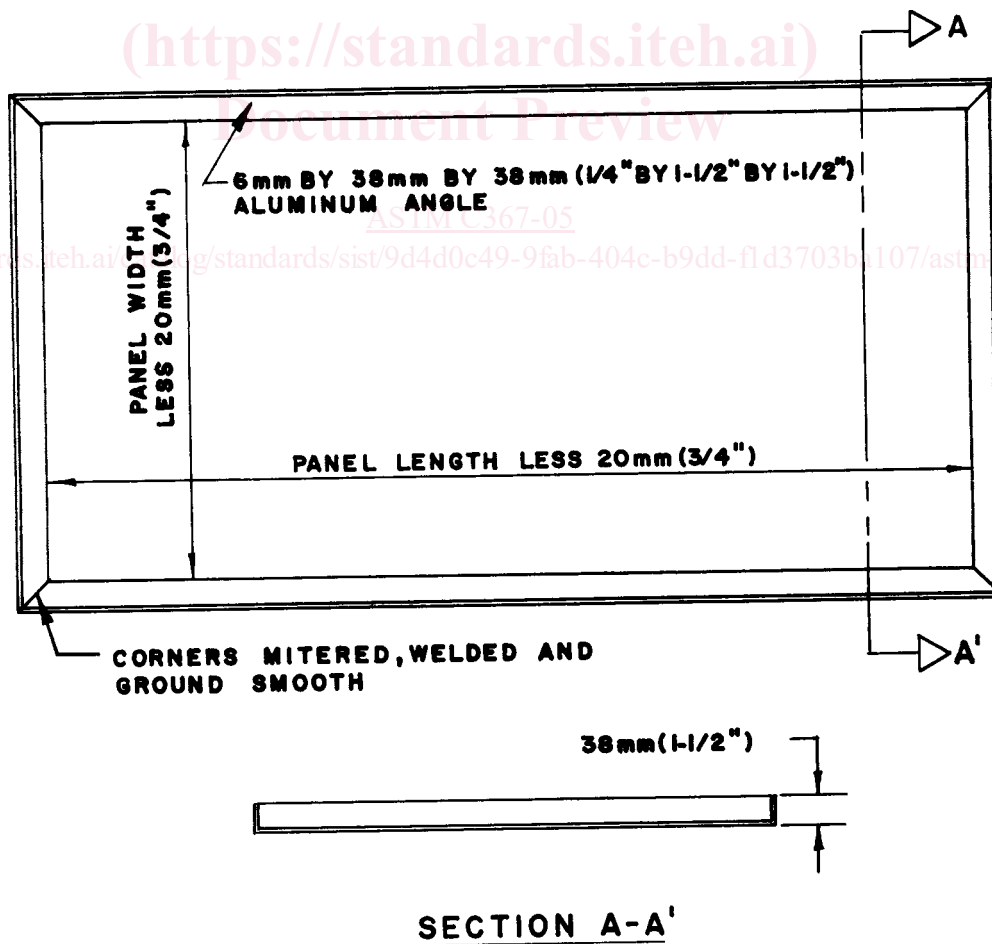 (https://standards.iteh.ai)
A
Document Preview
6mm BY 38mm BY 38mm (1/4" BY 1-1/2" BY 1-1/2")
ALUMINUM ANGLE
ASTM C367-05
PANEL WIDTH
LESS 20mm (3/4")
PANEL LENGTH LESS 20mm (3/4")
CORNERS MITERED, WELDED AND
GROUND SMOOTH
A'
38mm (1-1/2")
SECTION A-A'